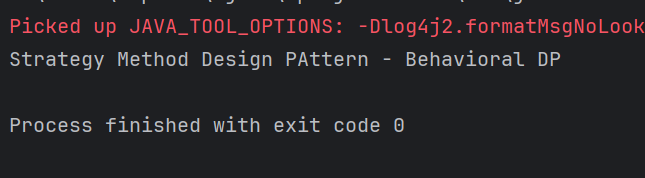 Picked up JAVA_TOOL_OPTIONS: -Dlog4j2.formatMsgNoLook
Strategy Method Design PAttern - Behavioral DP
Process finished with exit code 0